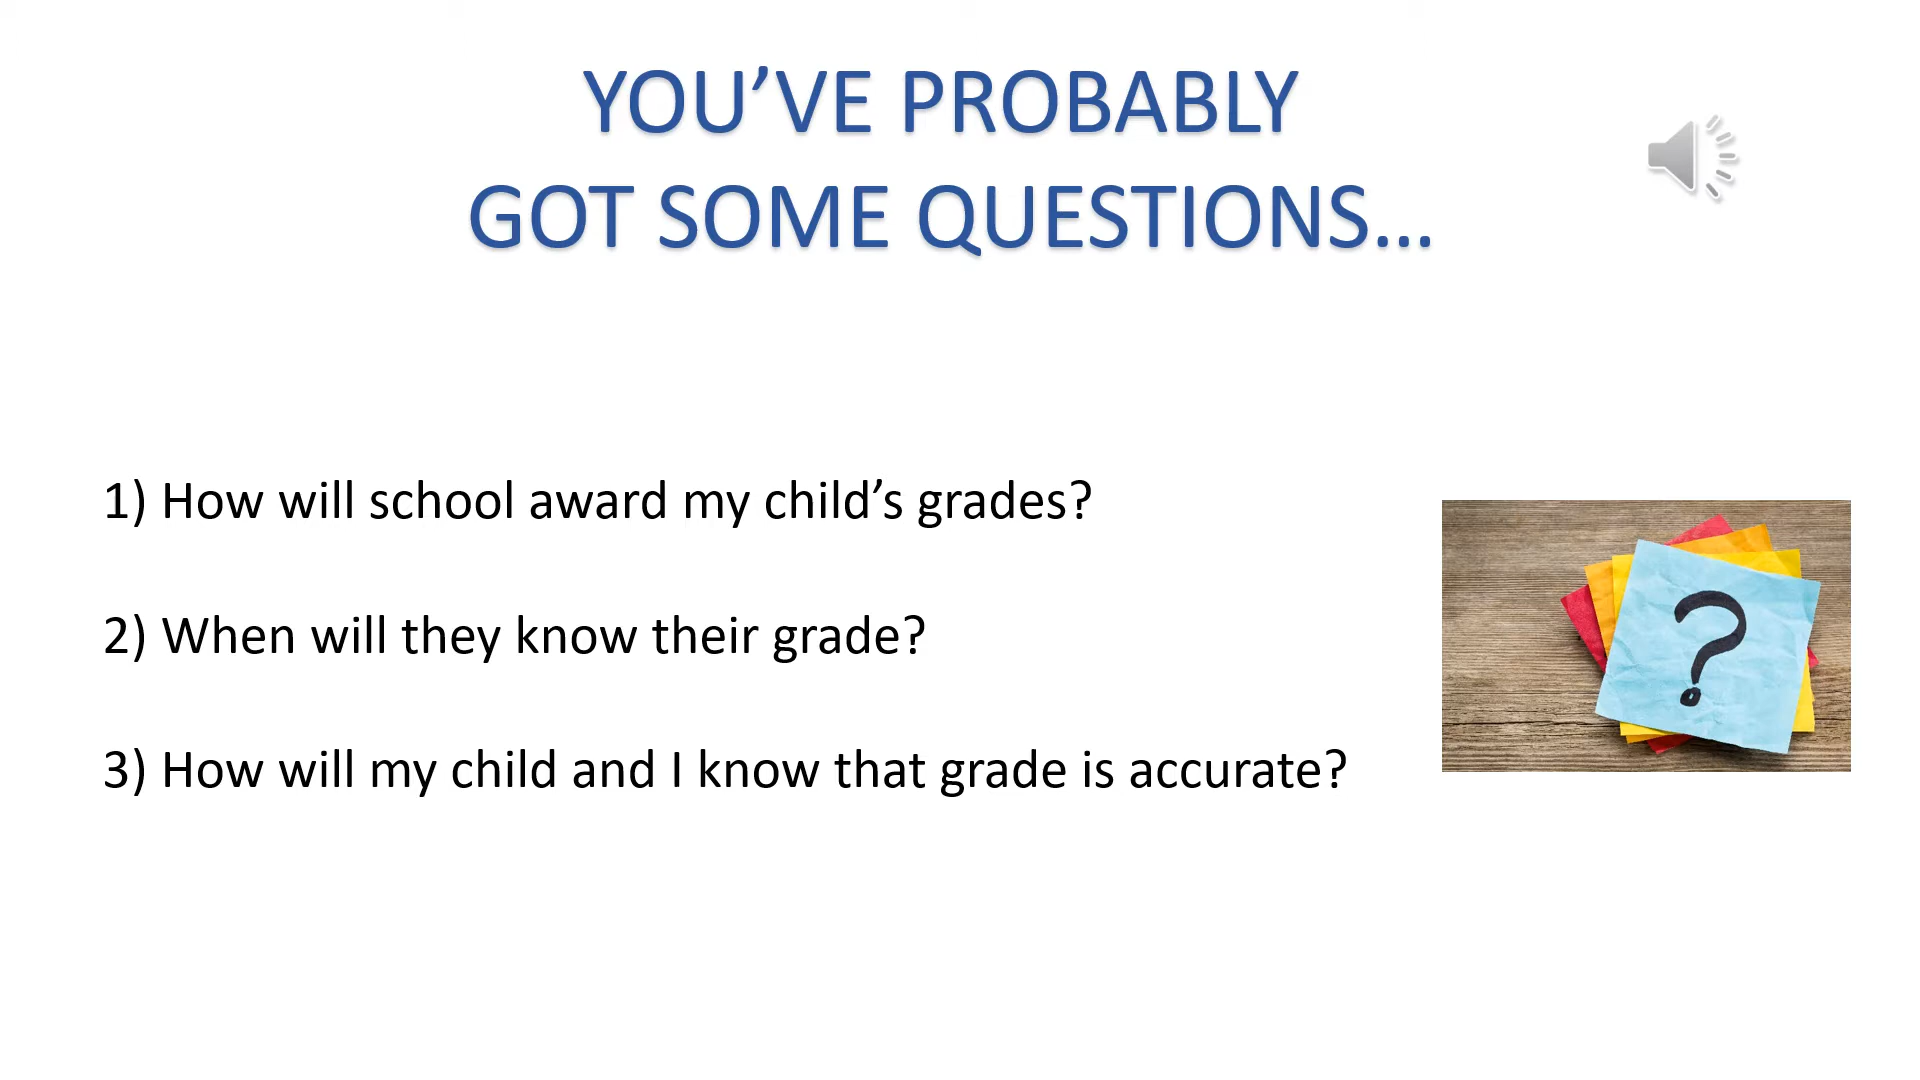 YOU’VE PROBABLY
GOT SOME QUESTIONS…
1) How will school award my child’s grades?
2) When will they know their grade?
3) How will my child and I know that grade is accurate?
?